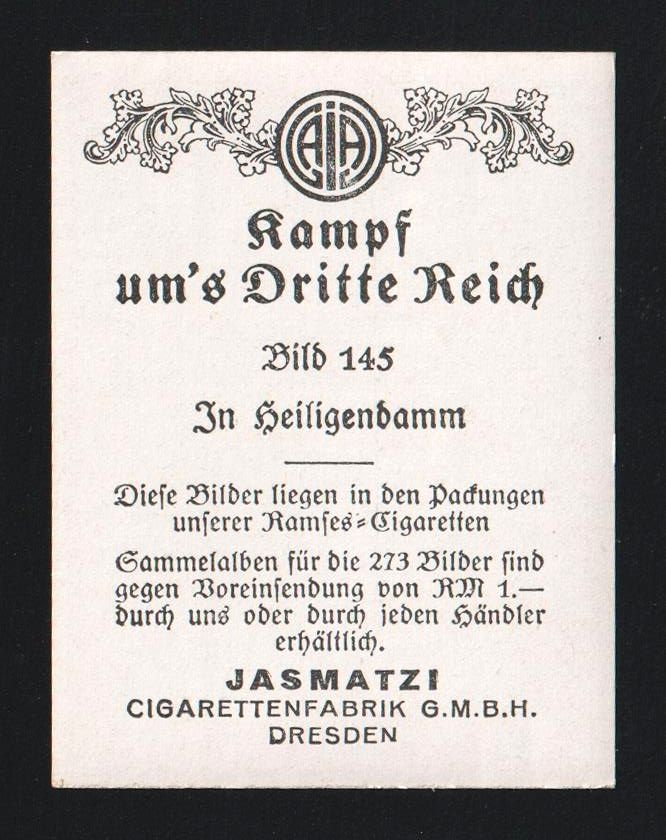 Kampf
um's Dritte Reich
Bild 145
In Heiligendamm
Diese Bilder liegen in den Packungen
unserer Ramses-Cigaretten
Sammelalben für die 273 Bilder sind
gegen Voreinsendung von RM 1.—
durch uns oder durch jeden Händler
erhältlich.
JASMATZI
CIGARETTENFABRIK G.M.B.H.
DRESDEN